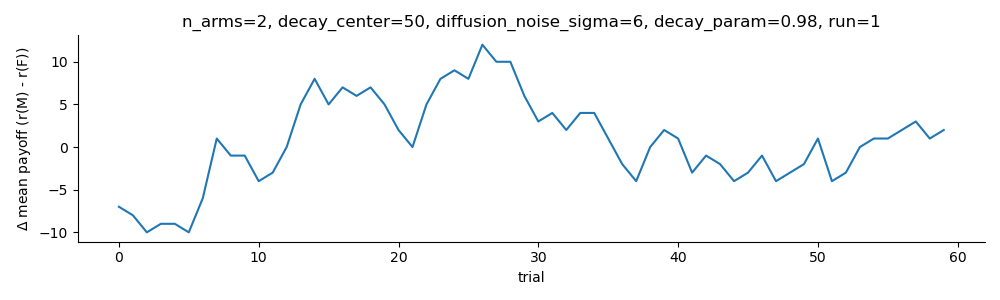 n_arms=2, decay_center=50, diffusion_noise_sigma=6, decay_param=0.98, run=1
Δ mean payoff (r(M) - r(F))
10
5
0
−5
−10
0 10 20 30 40 50 60
trial